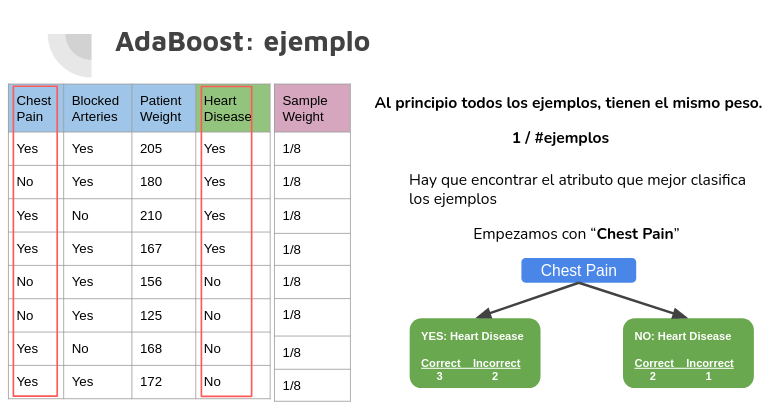 AdaBoost: ejemplo
Chest Pain Blocked Arteries Patient Weight Heart Disease Sample Weight
Yes Yes 205 Yes 1/8
No Yes 180 Yes 1/8
Yes No 210 Yes 1/8
Yes Yes 167 Yes 1/8
No Yes 156 No 1/8
No Yes 125 No 1/8
Yes No 168 No 1/8
Yes Yes 172 No 1/8
Al principio todos los ejemplos, tienen el mismo peso.
1 / #ejemplos
Hay que encontrar el atributo que mejor clasifica
los ejemplos
Empezamos con “Chest Pain”
Chest Pain
YES: Heart Disease
Correct Incorrect
3 2
NO: Heart Disease
Correct Incorrect
2 1